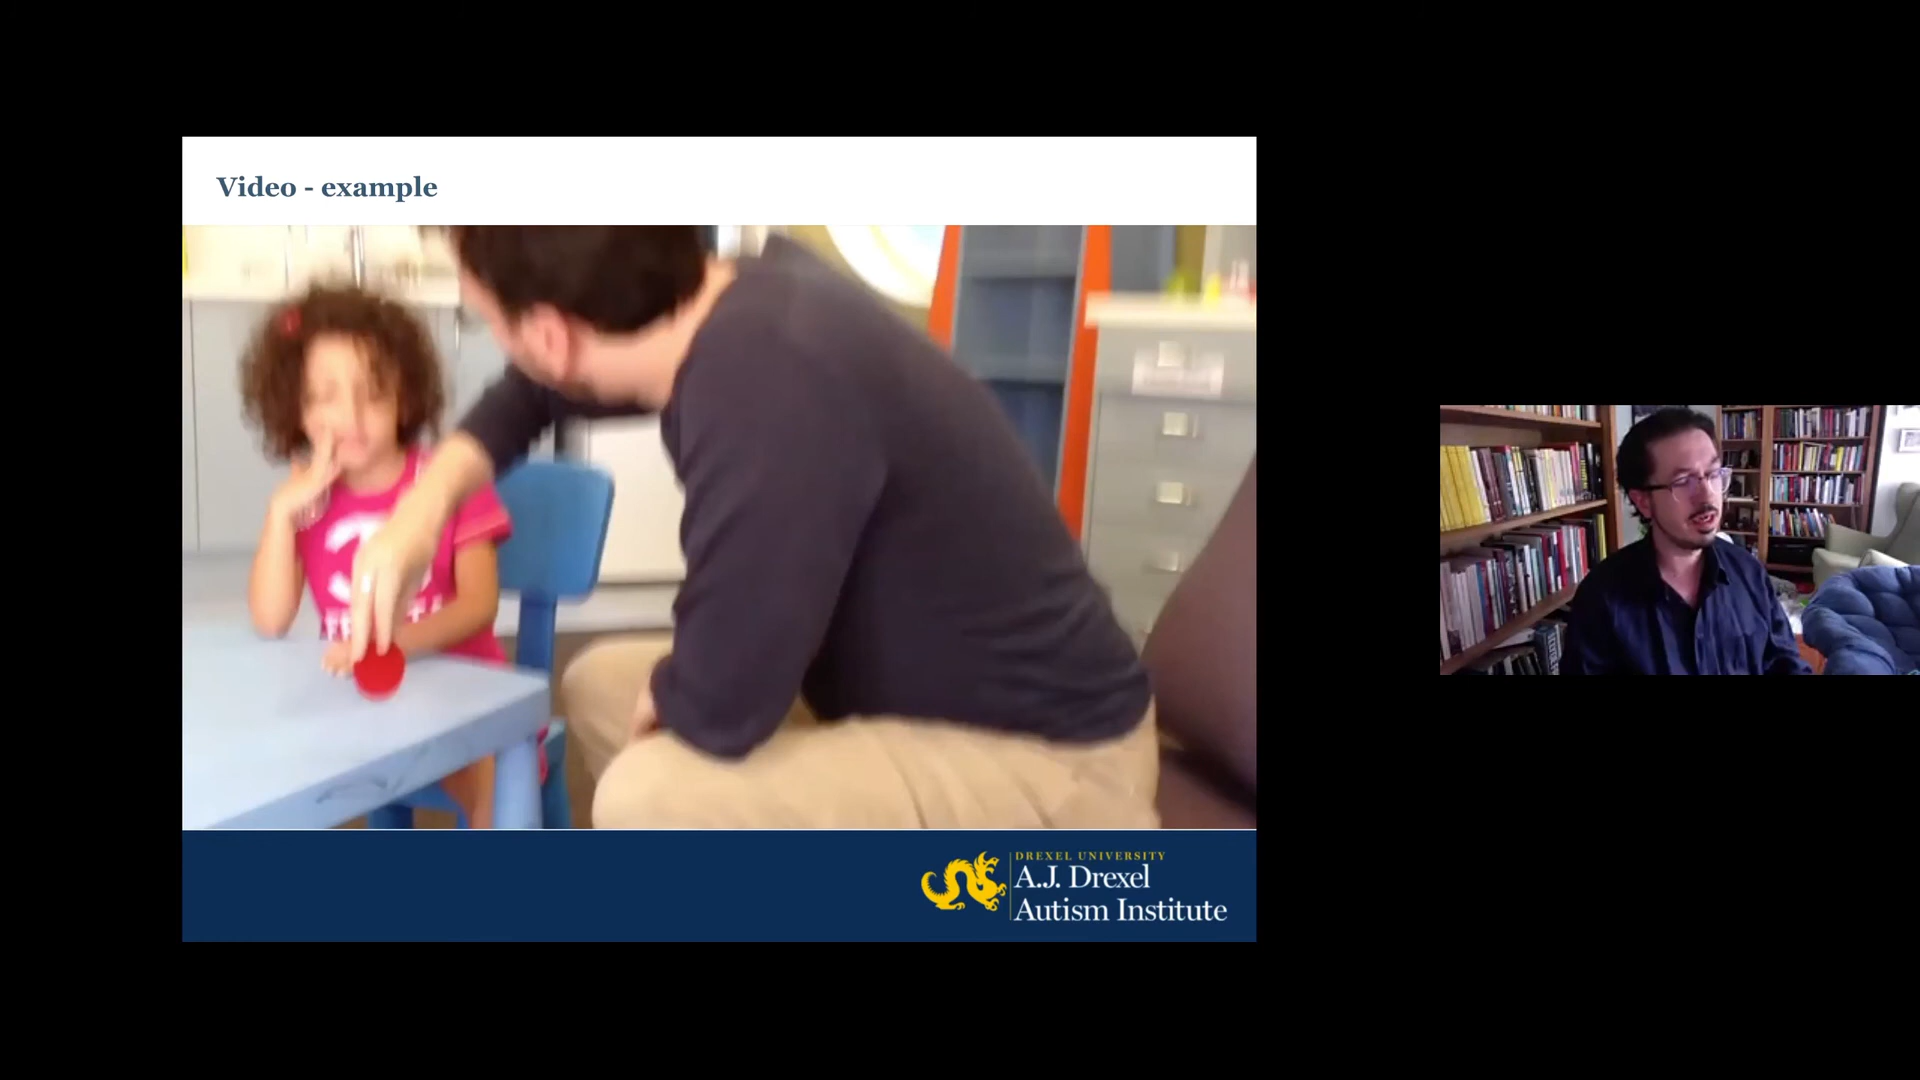 Video - example
DREXEL UNIVERSITY
A.J. Drexel
Autism Institute